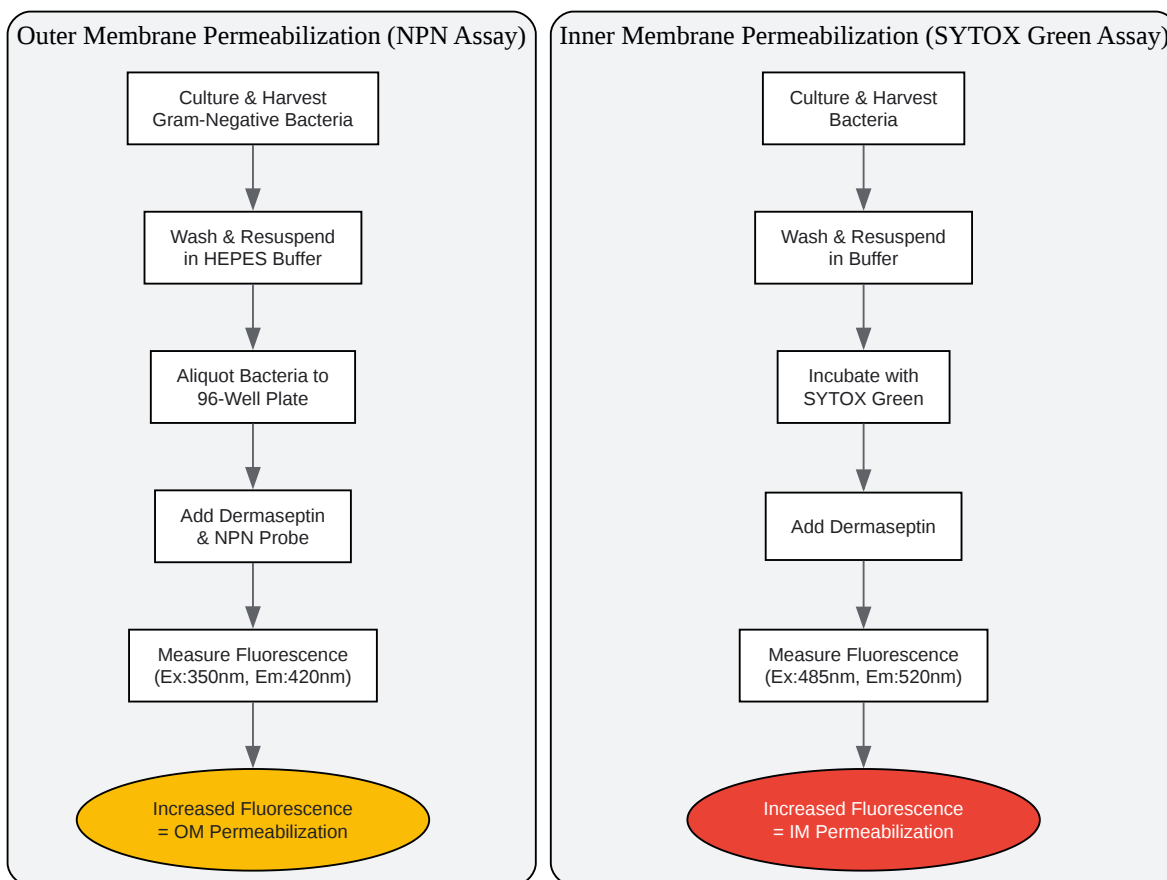 Outer Membrane Permeabilization (NPN Assay)
Culture & Harvest
Gram-Negative Bacteria
Wash & Resuspend
in HEPES Buffer
Aliquot Bacteria to
96-Well Plate
Add Dermaseptin
& NPN Probe
Measure Fluorescence
(Ex:350nm, Em:420nm)
Increased Fluorescence
= OM Permeabilization
Inner Membrane Permeabilization (SYTOX Green Assay)
Culture & Harvest
Bacteria
Wash & Resuspend
in Buffer
Incubate with
SYTOX Green
Add Dermaseptin
Measure Fluorescence
(Ex:485nm, Em:520nm)
Increased Fluorescence
= IM Permeabilization